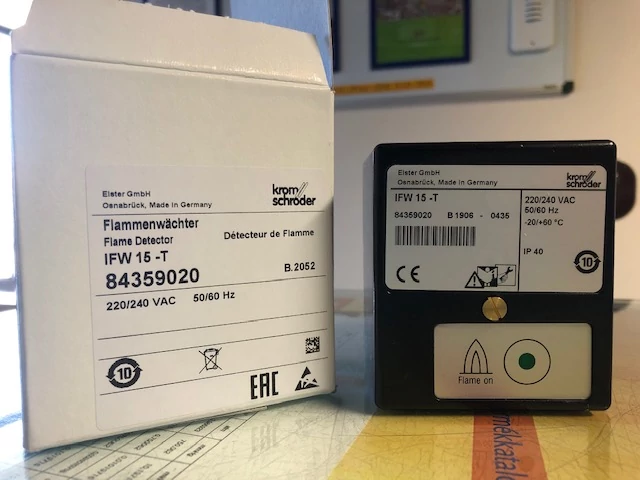 Elster GmbH
Osnabrück, Made in Germany
krom
schroder
Flammenwächter
Flame Detector
Détecteur de Flamme
IFW 15 -T
84359020
B.2052
220/240 VAC 50/60 Hz
10
EAC
Elster GmbH
Osnabrück, Made in Germany
krom
schroder
IFW 15 -T
84359020 B 1906 - 0435
CE
220/240 VAC
50/60 Hz
-20/+60 °C
IP 40
10
Flame on